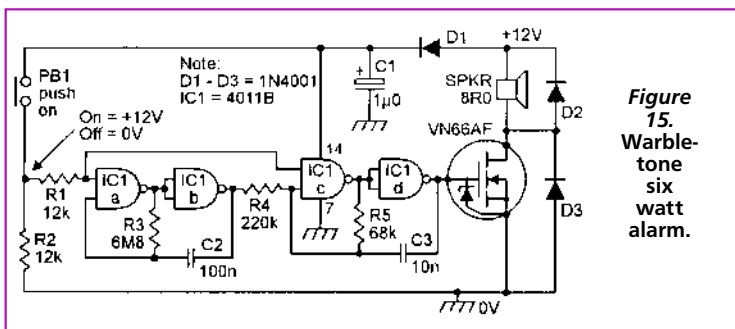 +12V
D1
PB1
push
on
Note:
D1 - D3 = 1N4001
IC1 = 4011B
+
C1
1µ0
SPKR
8R0
D2
On = +12V
Off = 0V
VN66AF
14
R1
12k
IC1
a
IC1
b
R4
220k
IC1
c
7
IC1
d
D3
R2
12k
R3
6M8
C2
100n
R5
68k
C3
10n
0V
Figure
15.
Warble-
tone
six
watt
alarm.